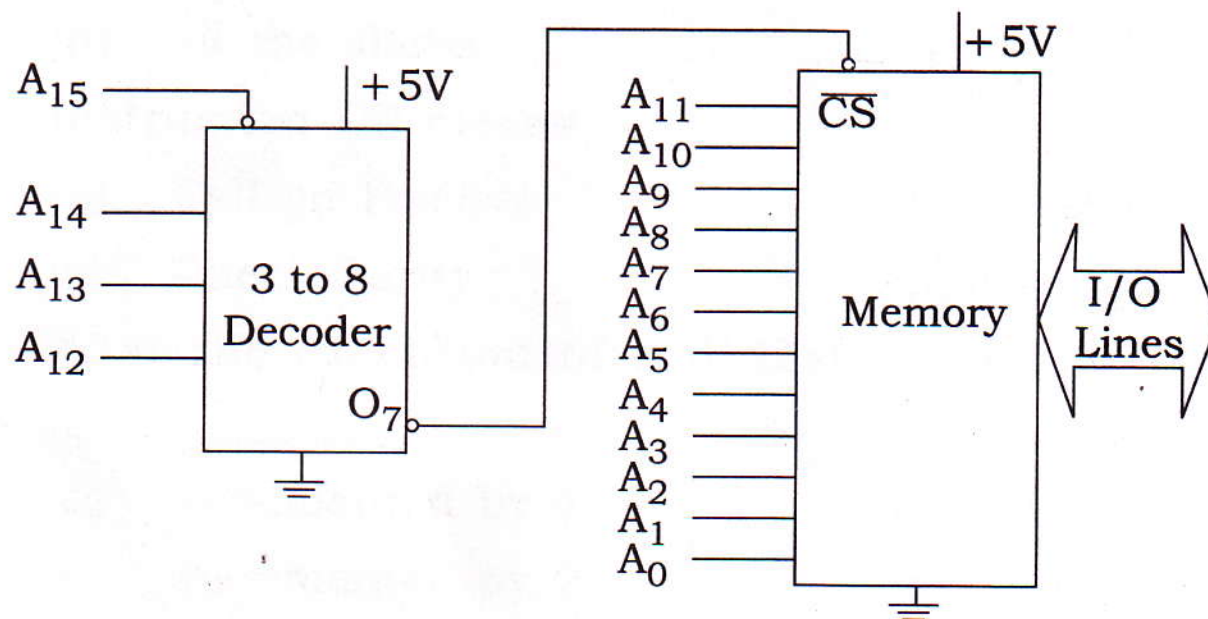 A15
+5V
A14
A13
A12
3 to 8
Decoder
O7
+5V
CS
A11
A10
A9
A8
A7
A6
A5
A4
A3
A2
A1
A0
Memory
I/O
Lines